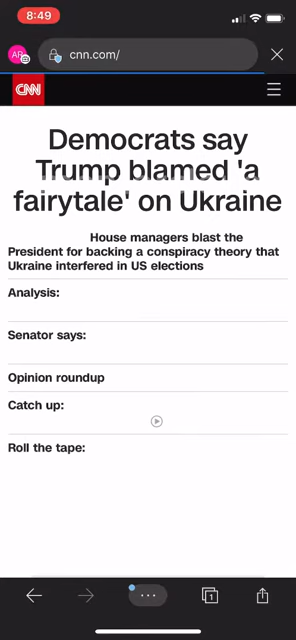 8:49
AR
cnn.com/
CNN
Democrats say
Trump blamed 'a
fairytale' on Ukraine
House managers blast the
President for backing a conspiracy theory that
Ukraine interfered in US elections
Analysis:
Senator says:
Opinion roundup
Catch up:
Roll the tape:
1